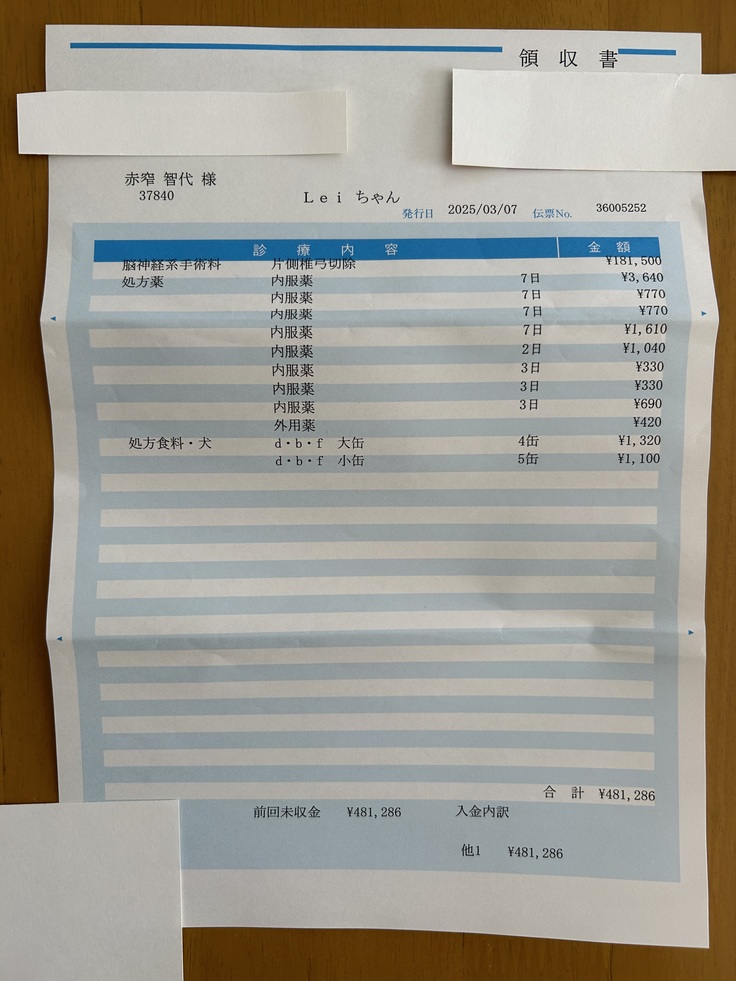 領 収 書
赤窄 智代 様
37840
Ｌｅｉ ちゃん
発行日 2025/03/07 伝票No. 36005252
診 療 内 容 金 額
脳神経系手術料 片側椎弓切除 ¥181,500
処方薬 内服薬 7日 ¥3,640
内服薬 7日 ¥770
内服薬 7日 ¥770
内服薬 7日 ¥1,610
内服薬 2日 ¥1,040
内服薬 3日 ¥330
内服薬 3日 ¥330
内服薬 3日 ¥690
外用薬 ¥420
処方食料・犬 ｄ・ｂ・ｆ 大缶 4缶 ¥1,320
ｄ・ｂ・ｆ 小缶 5缶 ¥1,100
合 計 ¥481,286
前回未収金 ¥481,286 入金内訳
他1 ¥481,286